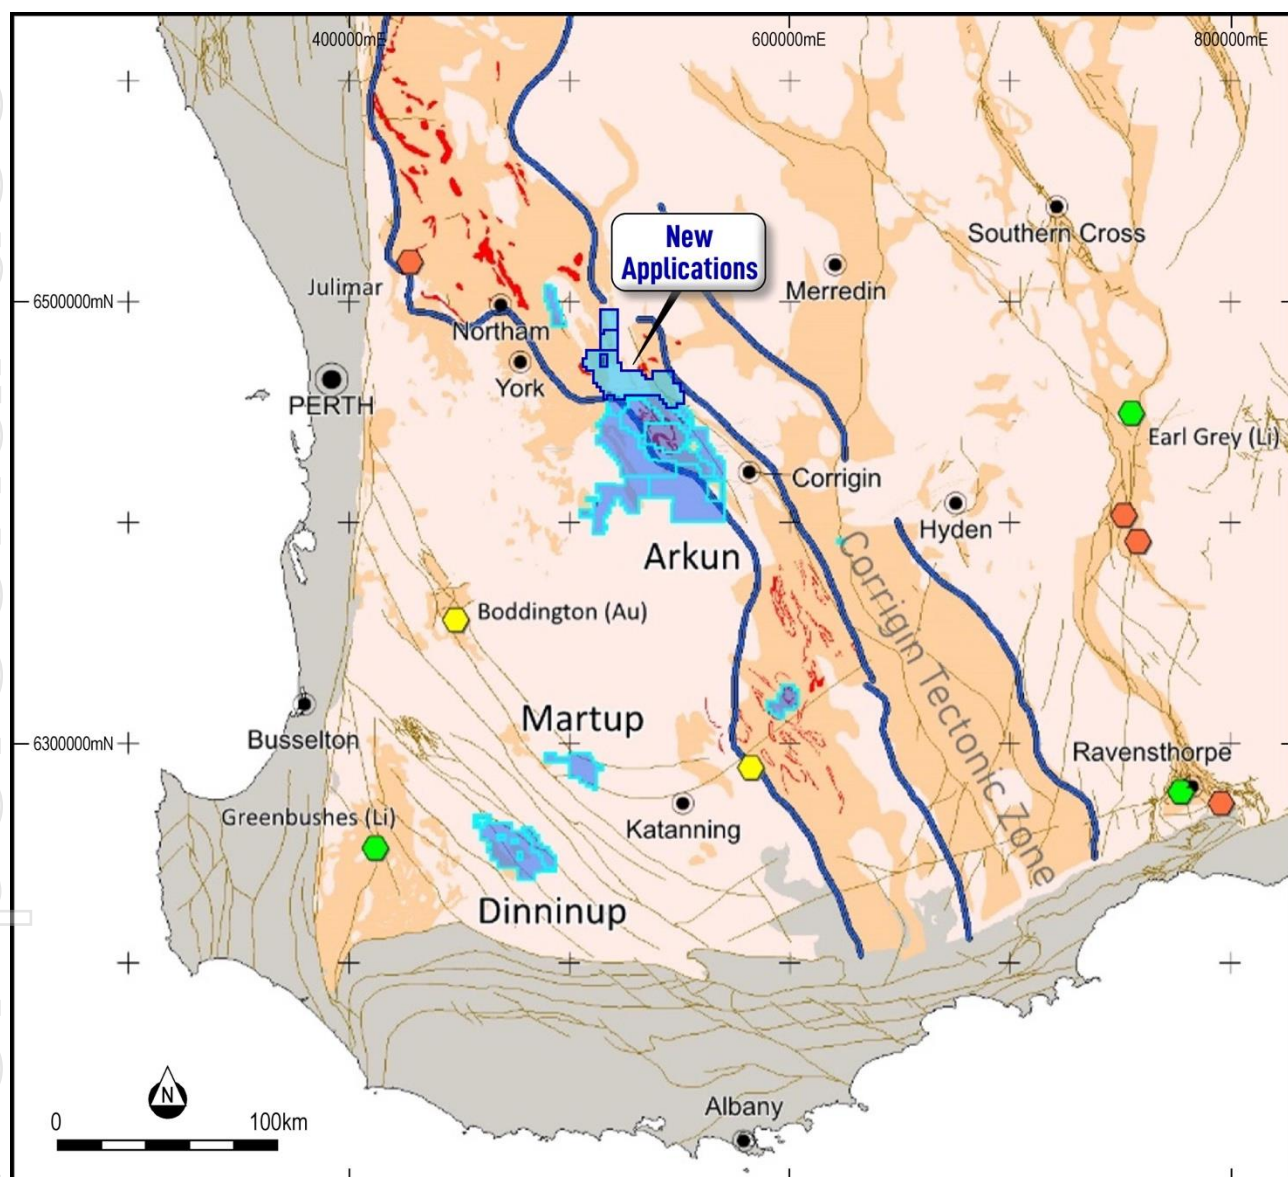 400000mE
600000mE
800000mE
New
Applications
Southern Cross
Merredin
Julimar
6500000mN
Northam
York
PERTH
Earl Grey (Li)
Corrigin
Hyden
Arkun
Boddington (Au)
Corrigin Tectonic Zone
Martup
Busselton
6300000mN
Ravensthorpe
Greenbushes (Li)
Katanning
Dinninup
N
0
100km
Albany